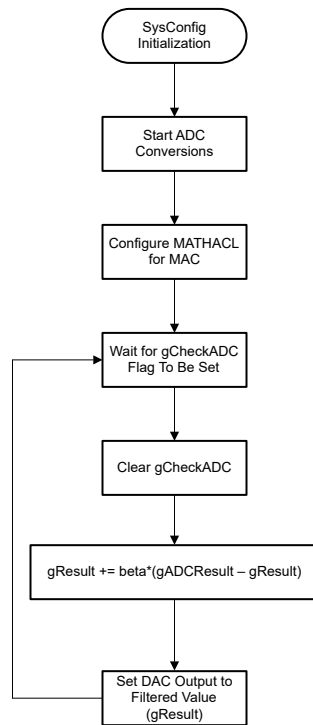 SysConfig
Initialization
Start ADC
Conversions
Configure MATHACL
for MAC
Wait for gCheckADC
Flag To Be Set
Clear gCheckADC
gResult += beta*(gADCResult – gResult)
Set DAC Output to
Filtered Value
(gResult)